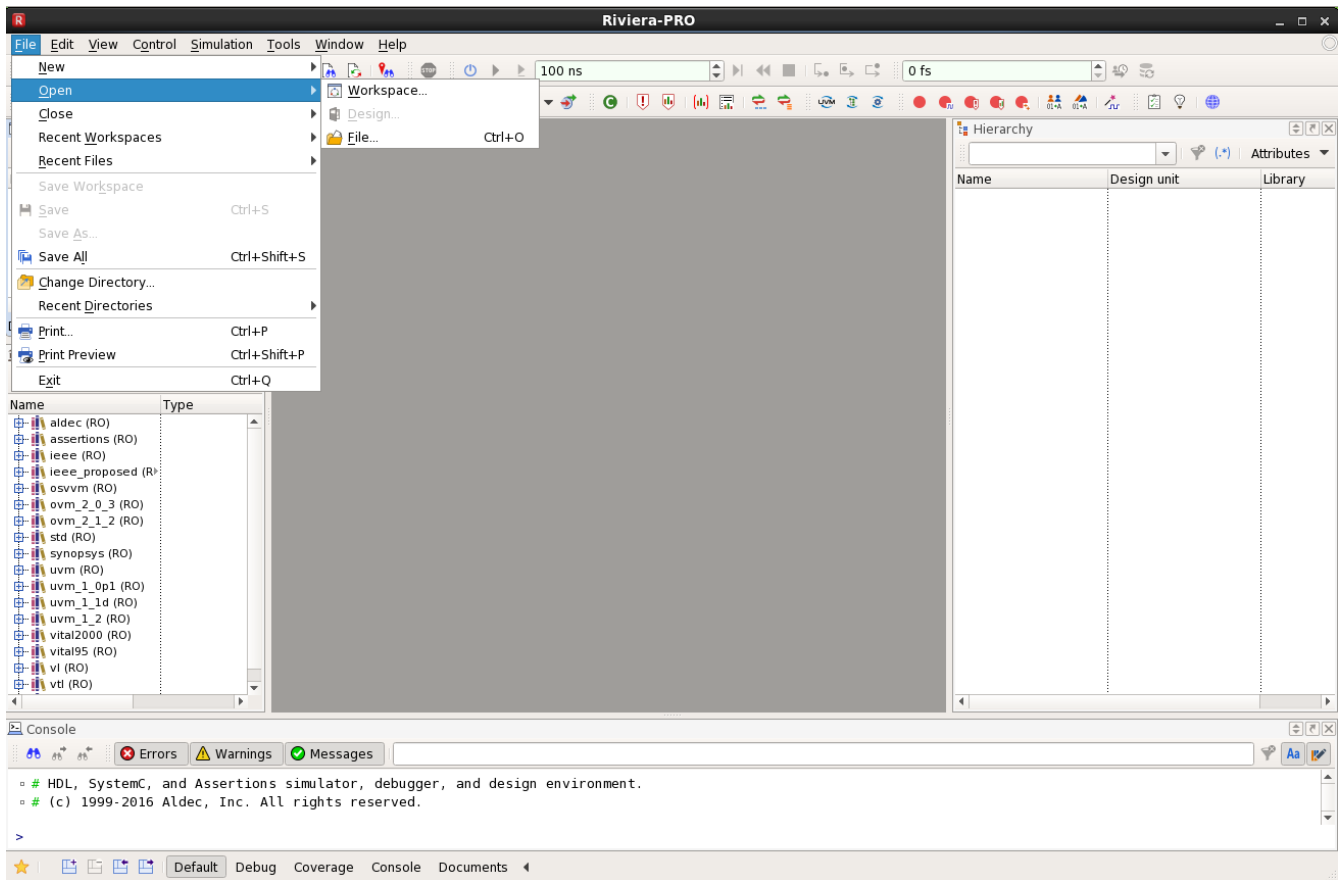 Riviera-PRO
File Edit View Control Simulation Tools Window Help
New
STOP 100 ns 0 fs
Open
Workspace...
Design...
File... Ctrl+O
Close
Recent Workspaces
Recent Files
Save Workspace
Save Ctrl+S
Save As...
Save All Ctrl+Shift+S
Change Directory...
Recent Directories
Print... Ctrl+P
Print Preview Ctrl+Shift+P
Exit Ctrl+Q
UVM
Hierarchy
(.*) Attributes
Name Design unit Library
Name Type
aldec (RO)
assertions (RO)
ieee (RO)
ieee_proposed (R
osvvm (RO)
ovm_2_0_3 (RO)
ovm_2_1_2 (RO)
std (RO)
synopsys (RO)
uvm (RO)
uvm_1_0p1 (RO)
uvm_1_1d (RO)
uvm_1_2 (RO)
vital2000 (RO)
vital95 (RO)
vl (RO)
vtl (RO)
Console
Errors Warnings Messages Aa
# HDL, SystemC, and Assertions simulator, debugger, and design environment.
# (c) 1999-2016 Aldec, Inc. All rights reserved.
>
Default Debug Coverage Console Documents